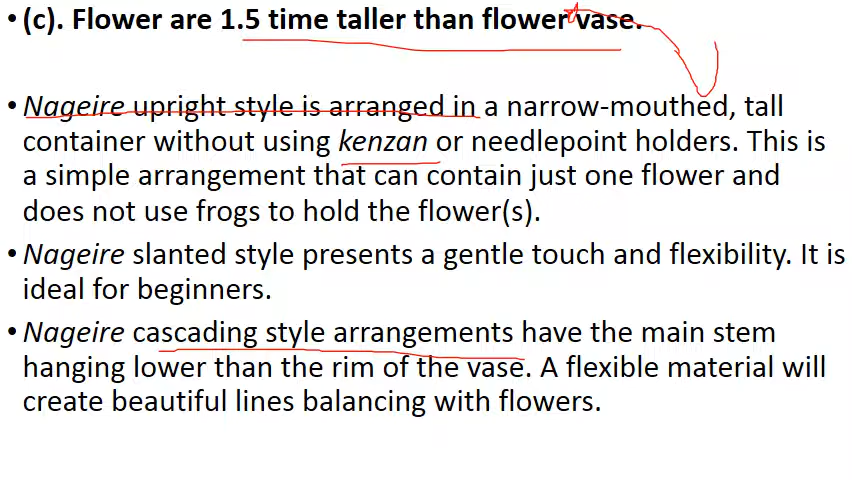 • (c). Flower are 1.5 time taller than flower vase.
• Nageire upright style is arranged in a narrow-mouthed, tall
container without using kenzan or needlepoint holders. This is
a simple arrangement that can contain just one flower and
does not use frogs to hold the flower(s).
• Nageire slanted style presents a gentle touch and flexibility. It is
ideal for beginners.
• Nageire cascading style arrangements have the main stem
hanging lower than the rim of the vase. A flexible material will
create beautiful lines balancing with flowers.